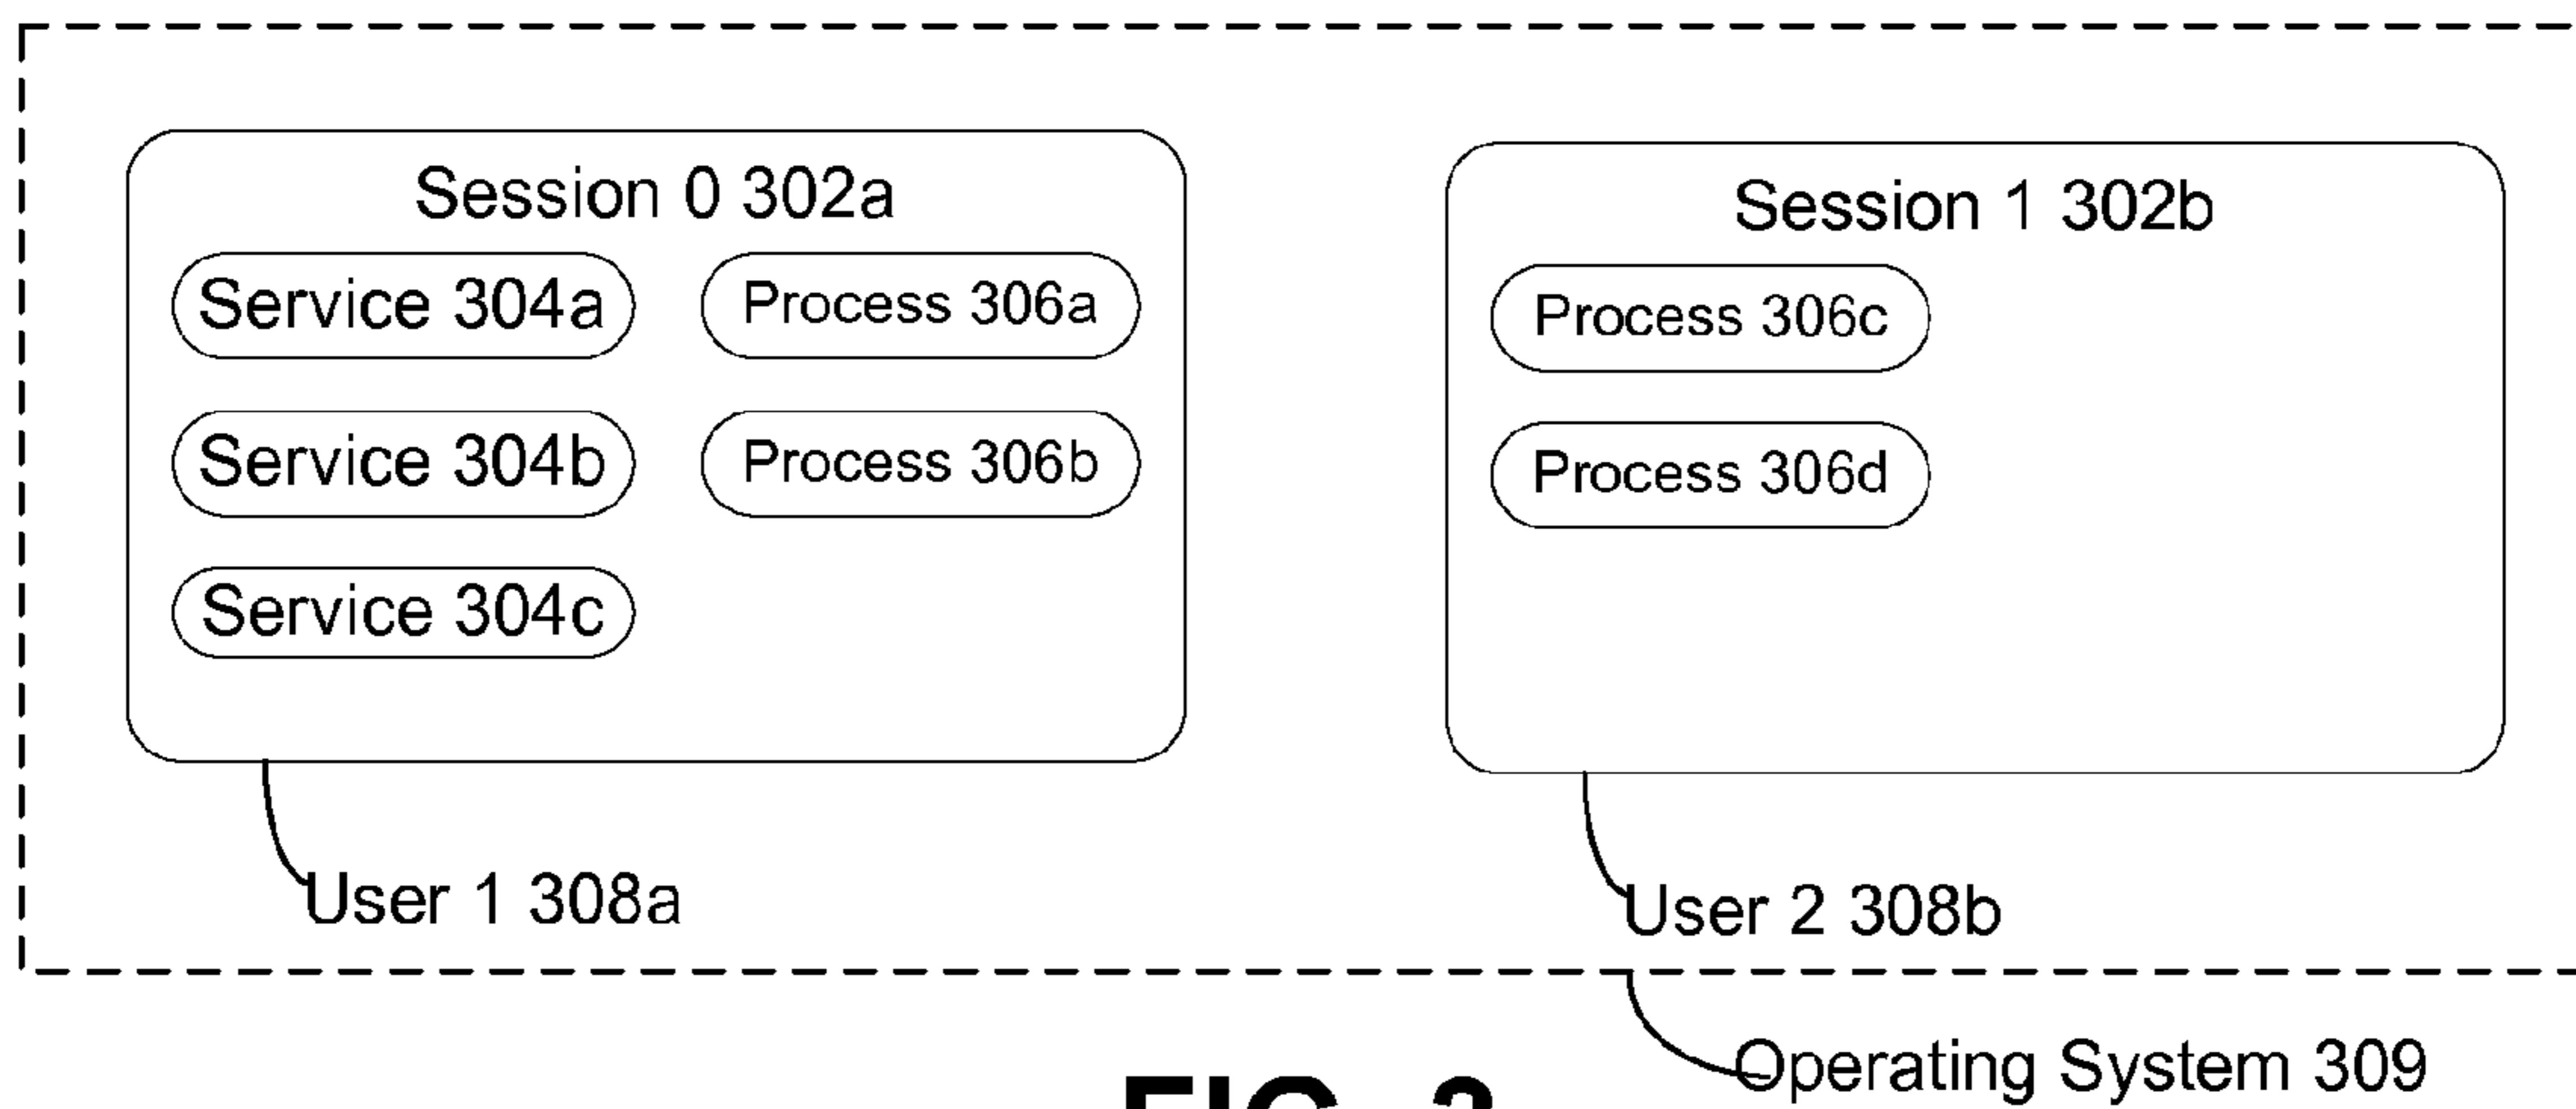 Session 0 302a
Service 304a
Process 306a
Service 304b
Process 306b
Service 304c
User 1 308a
Session 1 302b
Process 306c
Process 306d
User 2 308b
Operating System 309